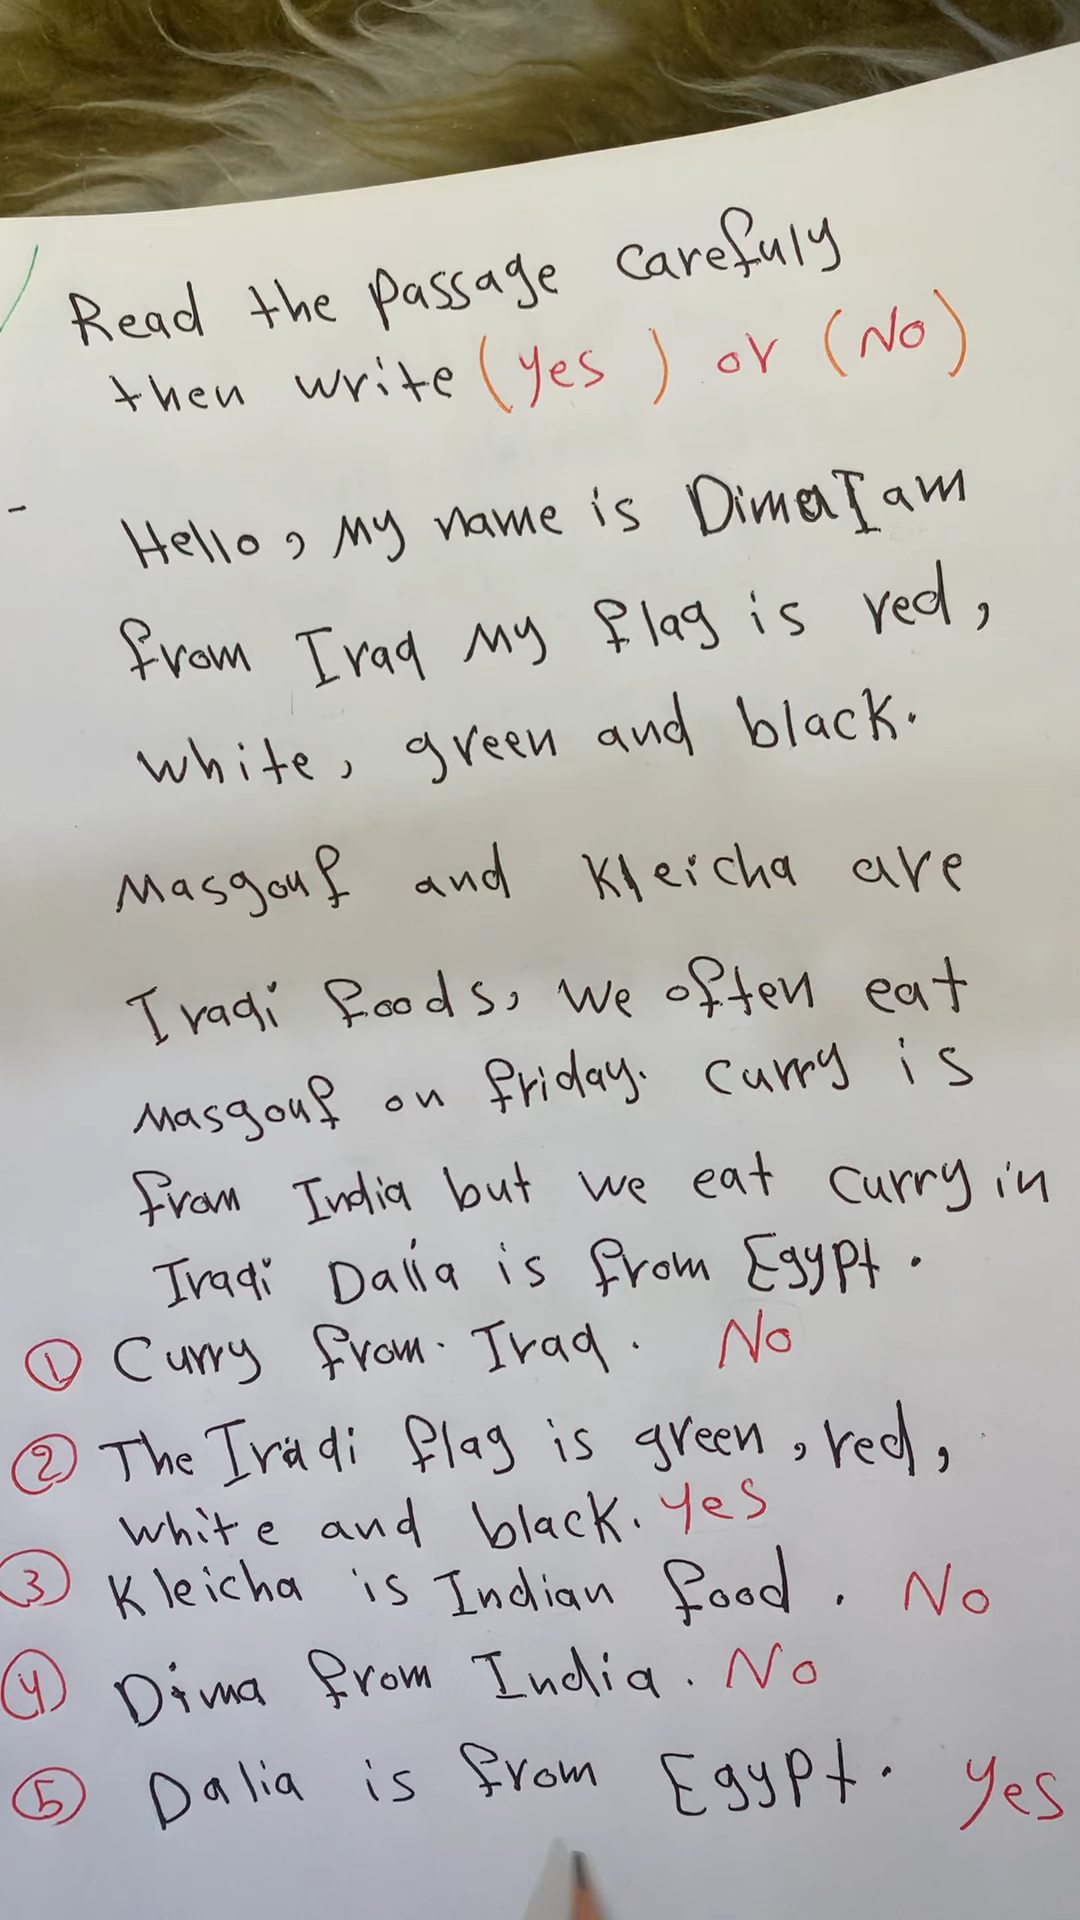 Read the passage carefuly
then write (yes) or (No)
- Hello, My name is Dima I am
from Iraq My flag is red,
white, green and black.
Masgouf and Kleicha are
Iraqi foods, we often eat
Masgouf on friday. Curry is
from India but we eat curry in
Iraqi Dalia is from Egypt.
① Curry from. Iraq. No
② The Iraqi flag is green, red,
white and black. yes
③ Kleicha is Indian food. No
④ Dima from India. No
⑤ Dalia is from Egypt. yes